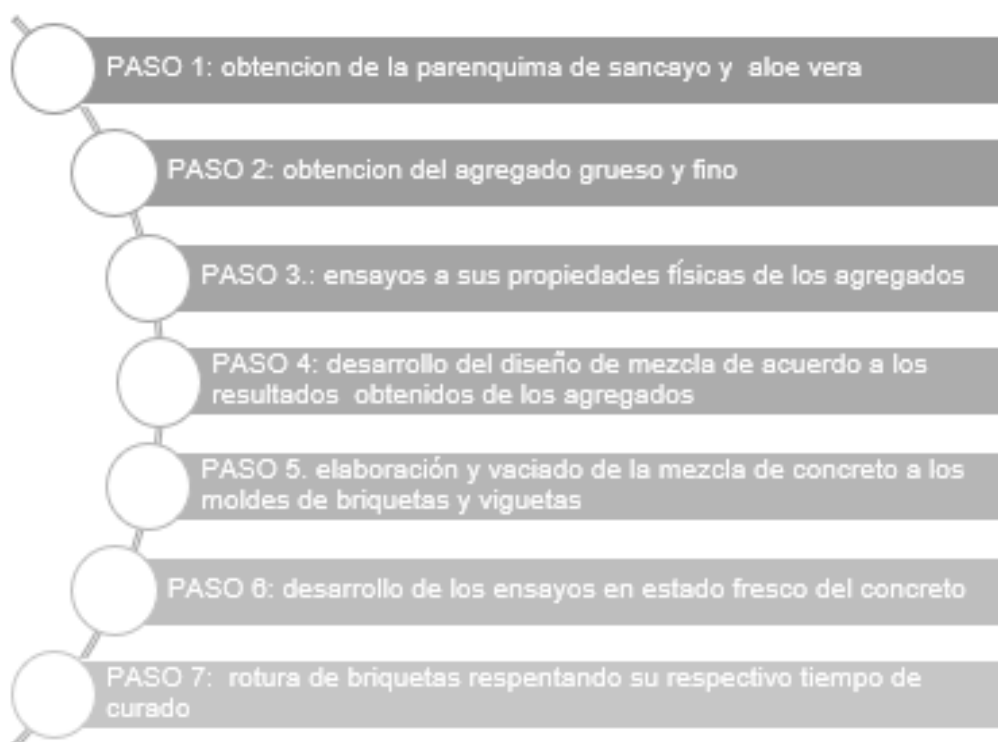 PASO 1: obtencion de la parenquima de sancayo y  aloe vera
PASO 2: obtencion del agregado grueso y fino
PASO 3.: ensayos a sus propiedades físicas de los agregados
PASO 4: desarrollo del diseño de mezcla de acuerdo a los
resultados  obtenidos de los agregados
PASO 5. elaboración y vaciado de la mezcla de concreto a los
moldes de briquetas y viguetas
PASO 6: desarrollo de los ensayos en estado fresco del concreto
PASO 7:  rotura de briquetas respentando su respectivo tiempo de
curado